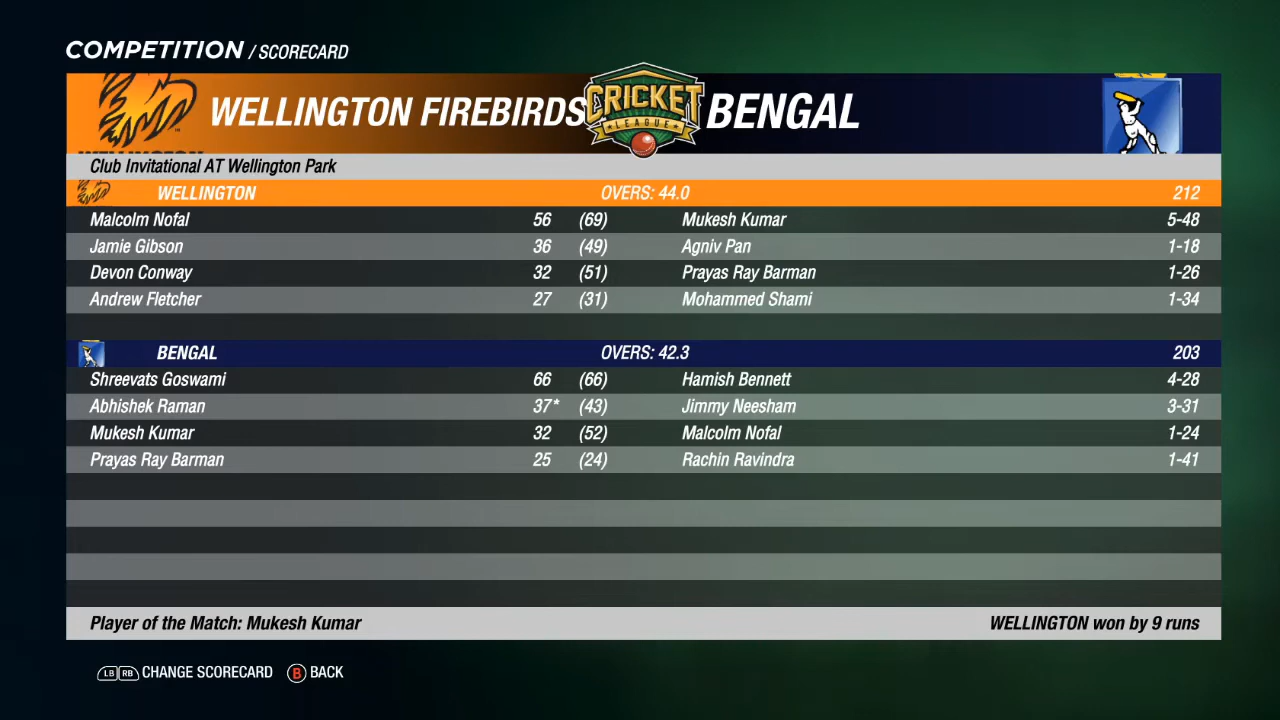 COMPETITION / SCORECARD
WELLINGTON FIREBIRDS CRICKET LEAGUE BENGAL
Club Invitational AT Wellington Park
WELLINGTON OVERS: 44.0 212
Malcolm Nofal 56 (69) Mukesh Kumar 5-48
Jamie Gibson 36 (49) Agniv Pan 1-18
Devon Conway 32 (51) Prayas Ray Barman 1-26
Andrew Fletcher 27 (31) Mohammed Shami 1-34
BENGAL OVERS: 42.3 203
Shreevats Goswami 66 (66) Hamish Bennett 4-28
Abhishek Raman 37* (43) Jimmy Neesham 3-31
Mukesh Kumar 32 (52) Malcolm Nofal 1-24
Prayas Ray Barman 25 (24) Rachin Ravindra 1-41
Player of the Match: Mukesh Kumar WELLINGTON won by 9 runs
LB RB CHANGE SCORECARD B BACK